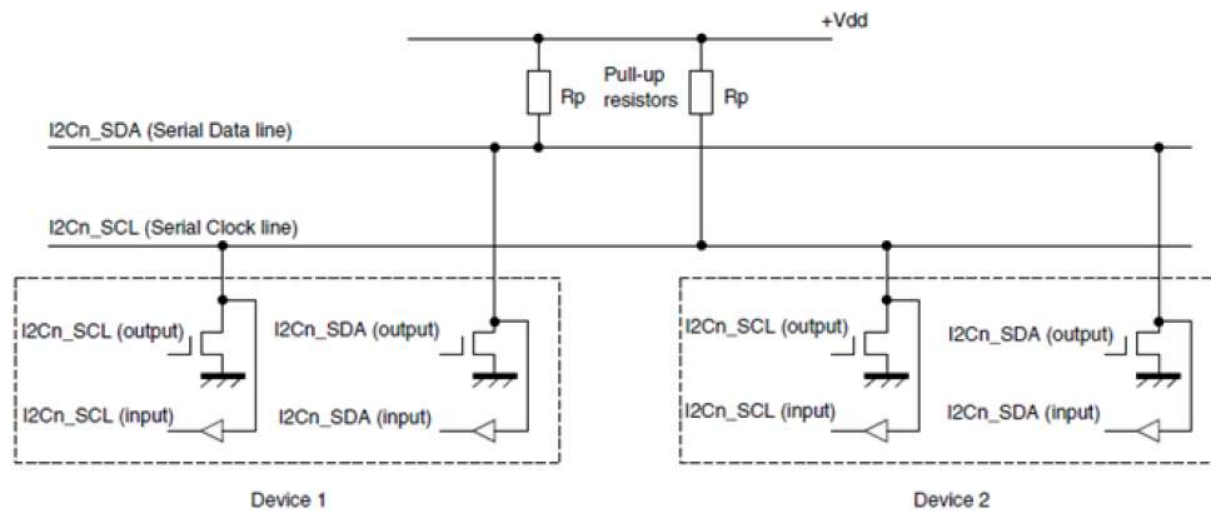 +Vdd
Pull-up
resistors
Rp
Rp
I2Cn_SDA (Serial Data line)
I2Cn_SCL (Serial Clock line)
I2Cn_SCL (output)
I2Cn_SDA (output)
I2Cn_SCL (output)
I2Cn_SDA (output)
I2Cn_SCL (input)
I2Cn_SDA (input)
I2Cn_SCL (input)
I2Cn_SDA (input)
Device 1
Device 2